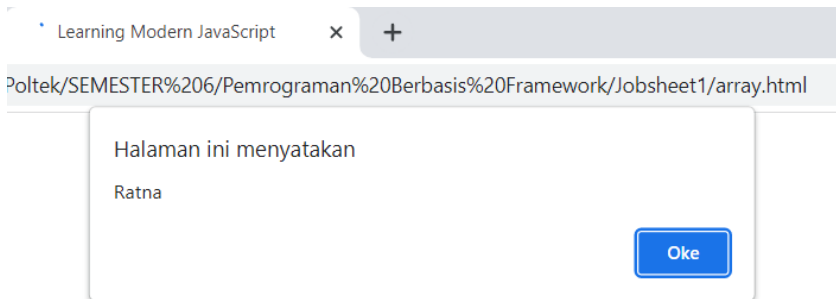 Learning Modern JavaScript
Poltek/SEMESTER%206/Pemrograman%20Berbasis%20Framework/Jobsheet1/array.html
Halaman ini menyatakan
Ratna
Oke